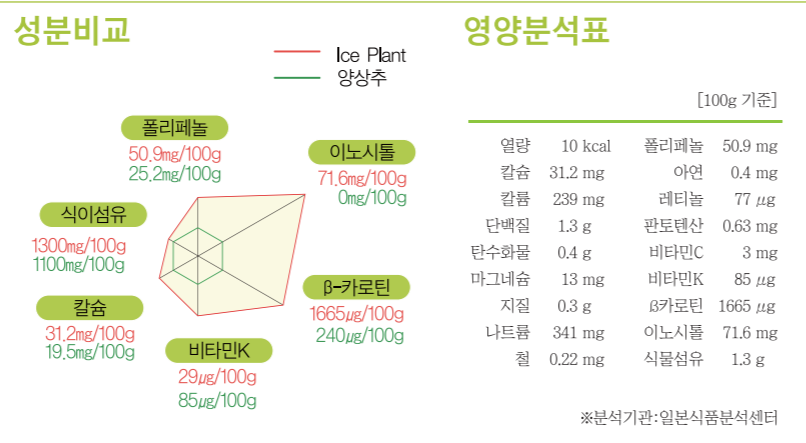 성분비교
Ice Plant
양상추
폴리페놀
50.9mg/100g
25.2mg/100g
이노시톨
71.6mg/100g
0mg/100g
식이섬유
1300mg/100g
1100mg/100g
β-카로틴
1665㎍/100g
240㎍/100g
칼슘
31.2mg/100g
19.5mg/100g
비타민K
29㎍/100g
85㎍/100g
영양분석표
[100g 기준]
열량 10 kcal 폴리페놀 50.9 mg
칼슘 31.2 mg 아연 0.4 mg
칼륨 239 mg 레티놀 77 ㎍
단백질 1.3 g 판토텐산 0.63 mg
탄수화물 0.4 g 비타민C 3 mg
마그네슘 13 mg 비타민K 85 ㎍
지질 0.3 g ß카로틴 1665 ㎍
나트륨 341 mg 이노시톨 71.6 mg
철 0.22 mg 식물섬유 1.3 g
※분석기관:일본식품분석센터